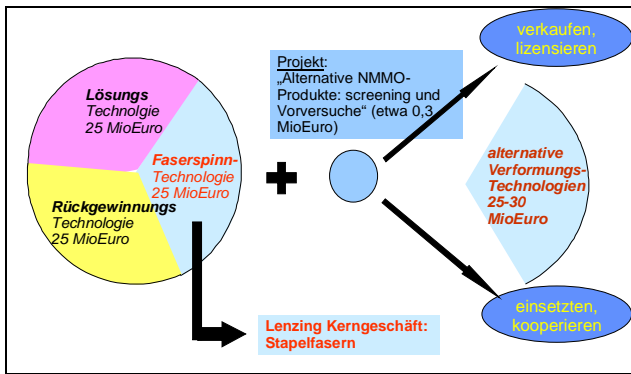 Lösungs
Technolgie
25 MioEuro
Faserspinn-
Technologie
25 MioEuro
Rückgewinnungs
Technologie
25 MioEuro
Projekt:
„Alternative NMMO-
Produkte: screening und
Vorversuche“ (etwa 0,3
MioEuro)
verkaufen,
lizensieren
alternative
Verformungs-
Technologien
25-30
MioEuro
einsetzten,
kooperieren
Lenzing Kerngeschäft:
Stapelfasern